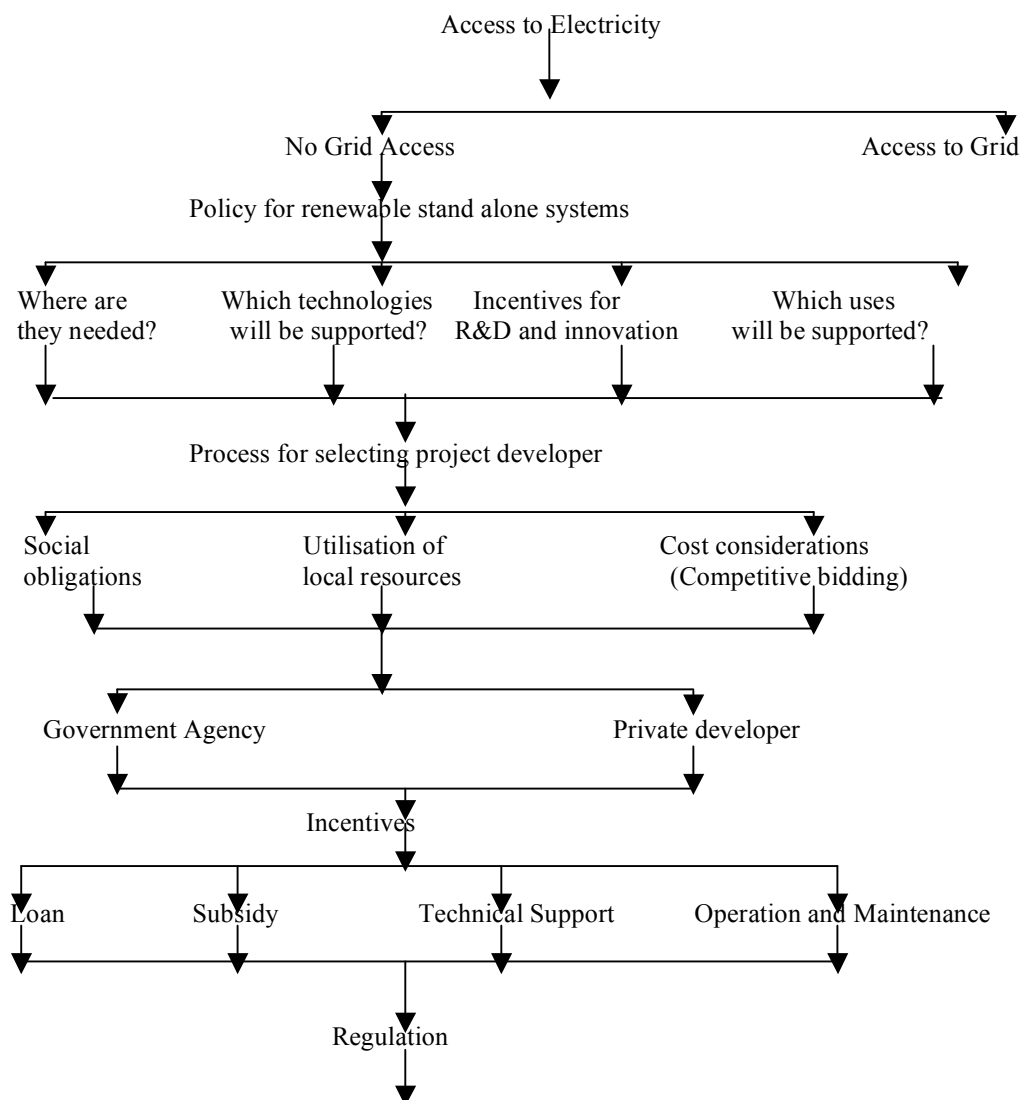 Access to Electricity
No Grid Access
Access to Grid
Policy for renewable stand alone systems
Where are
they needed?
Which technologies
will be supported?
Incentives for
R&D and innovation
Which uses
will be supported?
Process for selecting project developer
Social
obligations
Utilisation of
local resources
Cost considerations
(Competitive bidding)
Government Agency
Private developer
Incentives
Loan
Subsidy
Technical Support
Operation and Maintenance
Regulation